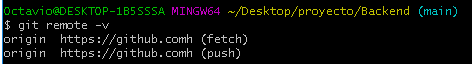 Octavio@DESKTOP-1B5SSSA MINGW64 ~/Desktop/proyecto/Backend (main)
$ git remote -v
origin  https://github.comh (fetch)
origin  https://github.comh (push)